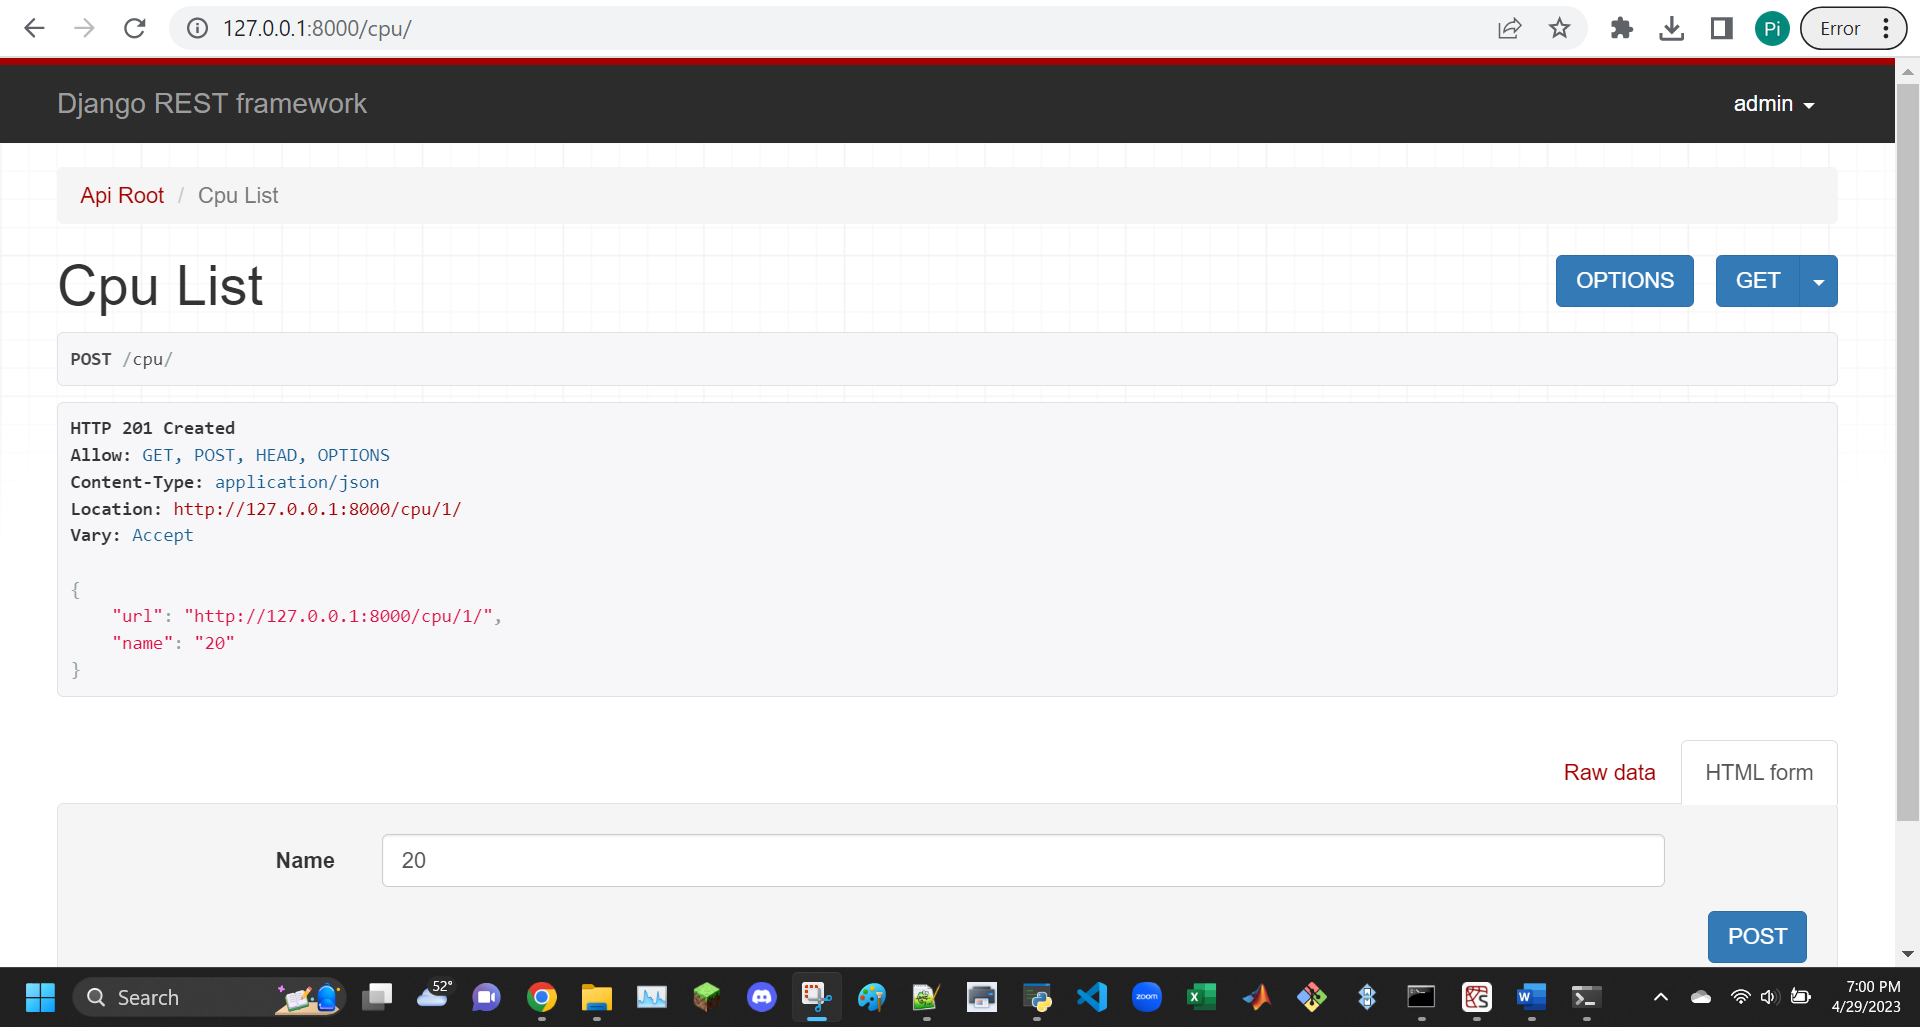 127.0.0.1:8000/cpu/
Pi
Error
Django REST framework
admin
Api Root / Cpu List
Cpu List
OPTIONS
GET
POST /cpu/
HTTP 201 Created
Allow: GET, POST, HEAD, OPTIONS
Content-Type: application/json
Location: http://127.0.0.1:8000/cpu/1/
Vary: Accept
{
    "url": "http://127.0.0.1:8000/cpu/1/",
    "name": "20"
}
Raw data
HTML form
Name
20
POST
Search
52°
zoom
7:00 PM
4/29/2023